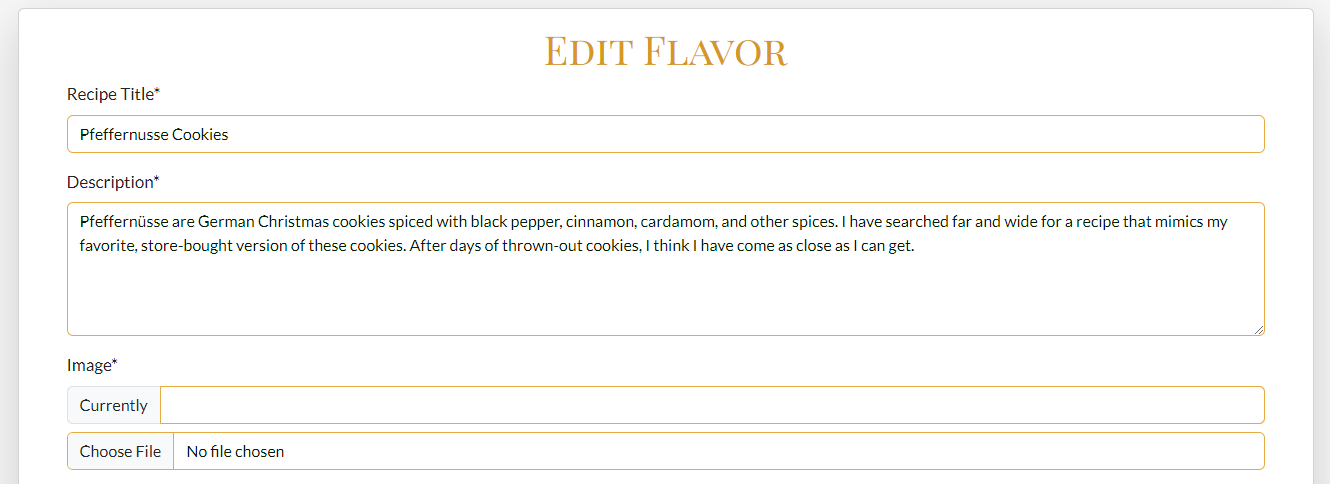 Edit Flavor
Recipe Title*
Pfeffernusse Cookies
Description*
Pfeffernüsse are German Christmas cookies spiced with black pepper, cinnamon, cardamom, and other spices. I have searched far and wide for a recipe that mimics my
favorite, store-bought version of these cookies. After days of thrown-out cookies, I think I have come as close as I can get.
Image*
Currently
Choose File No file chosen